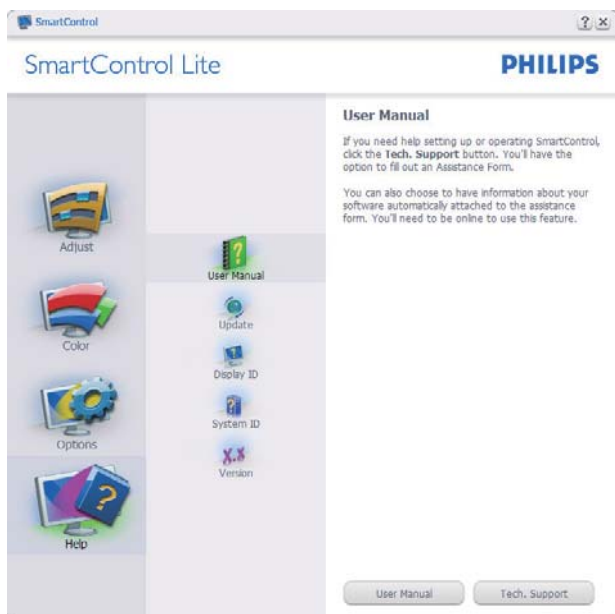 SmartControl
? x
SmartControl Lite
PHILIPS
Adjust
Color
Options
Help
User Manual
Update
Display ID
System ID
X.X
Version
User Manual
If you need help setting up or operating SmartControl,
click the Tech. Support button. You'll have the
option to fill out an Assistance Form.
You can also choose to have information about your
software automatically attached to the assistance
form. You'll need to be online to use this feature.
User Manual
Tech. Support